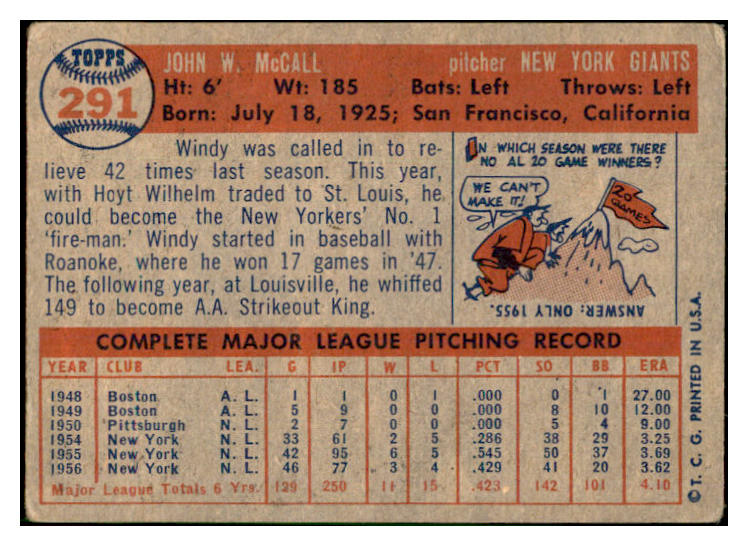 TOPPS
291
JOHN W. McCALL pitcher NEW YORK GIANTS
Ht: 6' Wt: 185 Bats: Left Throws: Left
Born: July 18, 1925; San Francisco, California
Windy was called in to re-
lieve 42 times last season. This year,
with Hoyt Wilhelm traded to St. Louis, he
could become the New Yorkers' No. 1
'fire-man.' Windy started in baseball with
Roanoke, where he won 17 games in '47.
The following year, at Louisville, he whiffed
149 to become A.A. Strikeout King.
IN WHICH SEASON WERE THERE
NO AL 20 GAME WINNERS?
WE CAN'T
MAKE IT!
20
GAMES
ANSWER: ONLY 1955.
COMPLETE MAJOR LEAGUE PITCHING RECORD
YEAR CLUB LEA. G IP W L PCT SO BB ERA
1948 Boston A. L. 1 1 0 1 .000 0 1 27.00
1949 Boston A. L. 5 9 0 0 .000 8 10 12.00
1950 Pittsburgh N. L. 2 7 0 0 .000 5 4 9.00
1954 New York N. L. 33 61 2 5 .286 38 29 3.25
1955 New York N. L. 42 95 6 5 .545 50 37 3.69
1956 New York N. L. 46 77 3 4 .429 41 20 3.62
Major League Totals 6 Yrs. 129 250 11 15 .423 142 101 4.10
© T. C. G. PRINTED IN U.S.A.